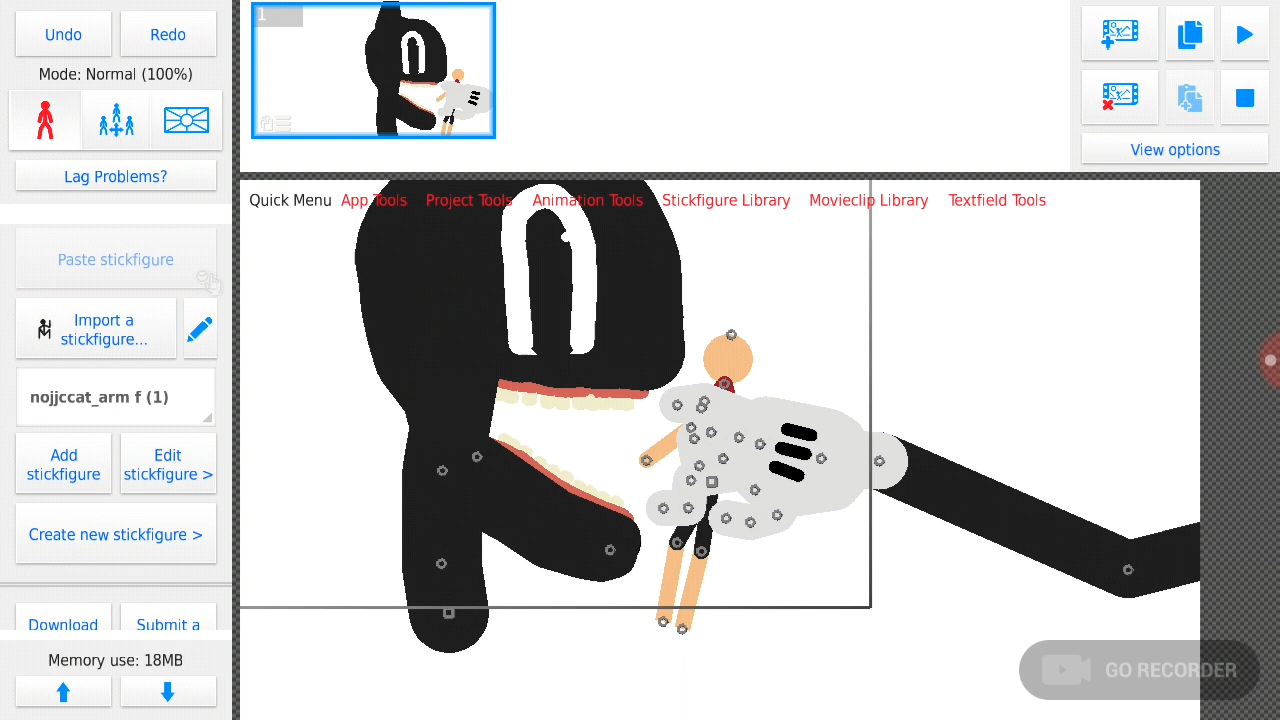 Undo
Redo
Mode: Normal (100%)
Lag Problems?
Paste stickfigure
Import a
stickfigure...
nojjccat_arm f (1)
Add
stickfigure
Edit
stickfigure >
Create new stickfigure >
Download
Submit a
Memory use: 18MB
1
View options
Quick Menu App Tools Project Tools Animation Tools Stickfigure Library Movieclip Library Textfield Tools
GO RECORDER